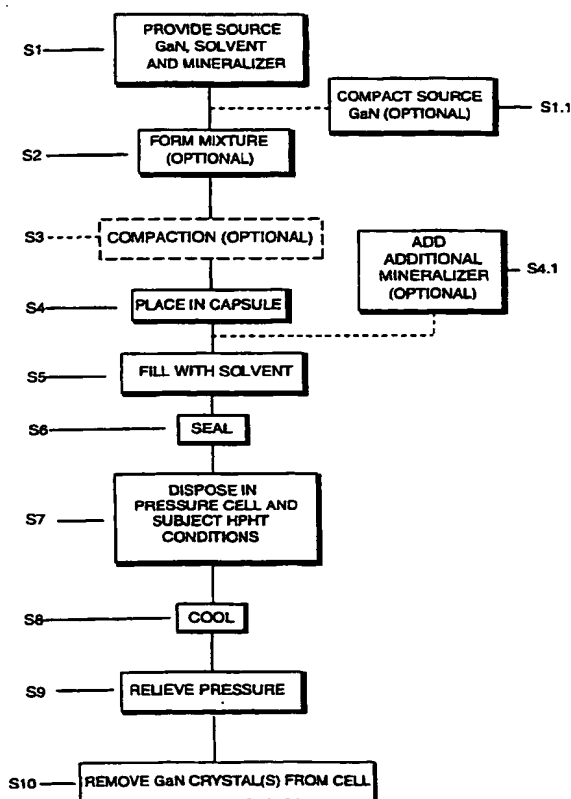 PROVIDE SOURCE
GaN, SOLVENT
AND MINERALIZER
S1
COMPACT SOURCE
GaN (OPTIONAL)
S1.1
FORM MIXTURE
(OPTIONAL)
S2
COMPACTION (OPTIONAL)
S3
ADD
ADDITIONAL
MINERALIZER
(OPTIONAL)
S4.1
PLACE IN CAPSULE
S4
FILL WITH SOLVENT
S5
SEAL
S6
DISPOSE IN
PRESSURE CELL AND
SUBJECT HPHT
CONDITIONS
S7
COOL
S8
RELIEVE PRESSURE
S9
REMOVE GaN CRYSTAL(S) FROM CELL
S10